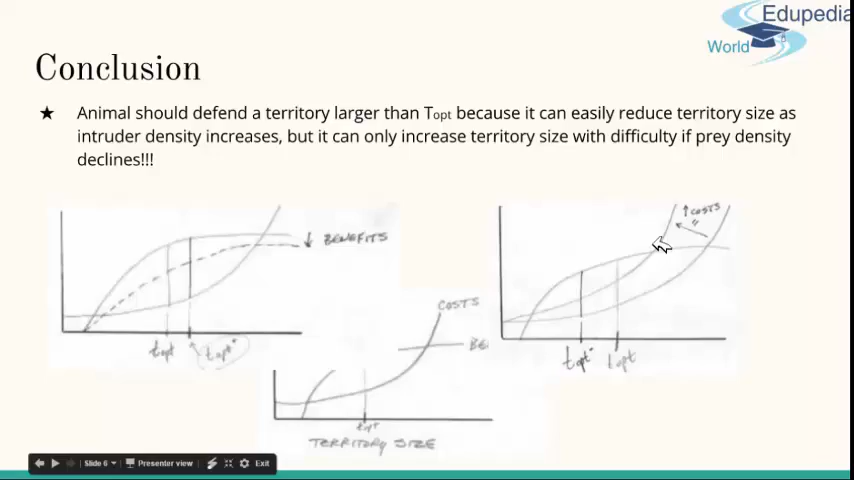 Edupedia
World
Conclusion
★ Animal should defend a territory larger than Topt because it can easily reduce territory size as
intruder density increases, but it can only increase territory size with difficulty if prey density
declines!!!
↓ BENEFITS
topt
topt*
COSTS
BE
topt
TERRITORY SIZE
↑ COSTS
topt*
topt
Slide 6
Presenter view
Exit